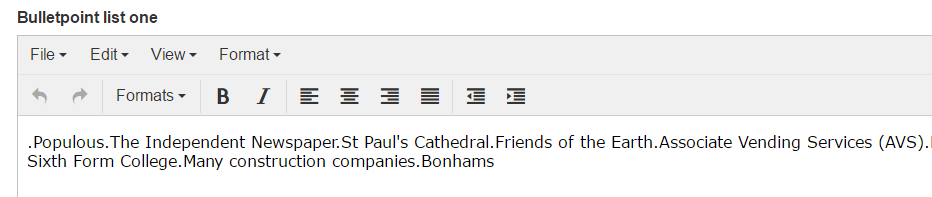 Bulletpoint list one
File Edit View Format
Formats B I
.Populous.The Independent Newspaper.St Paul's Cathedral.Friends of the Earth.Associate Vending Services (AVS).
Sixth Form College.Many construction companies.Bonhams